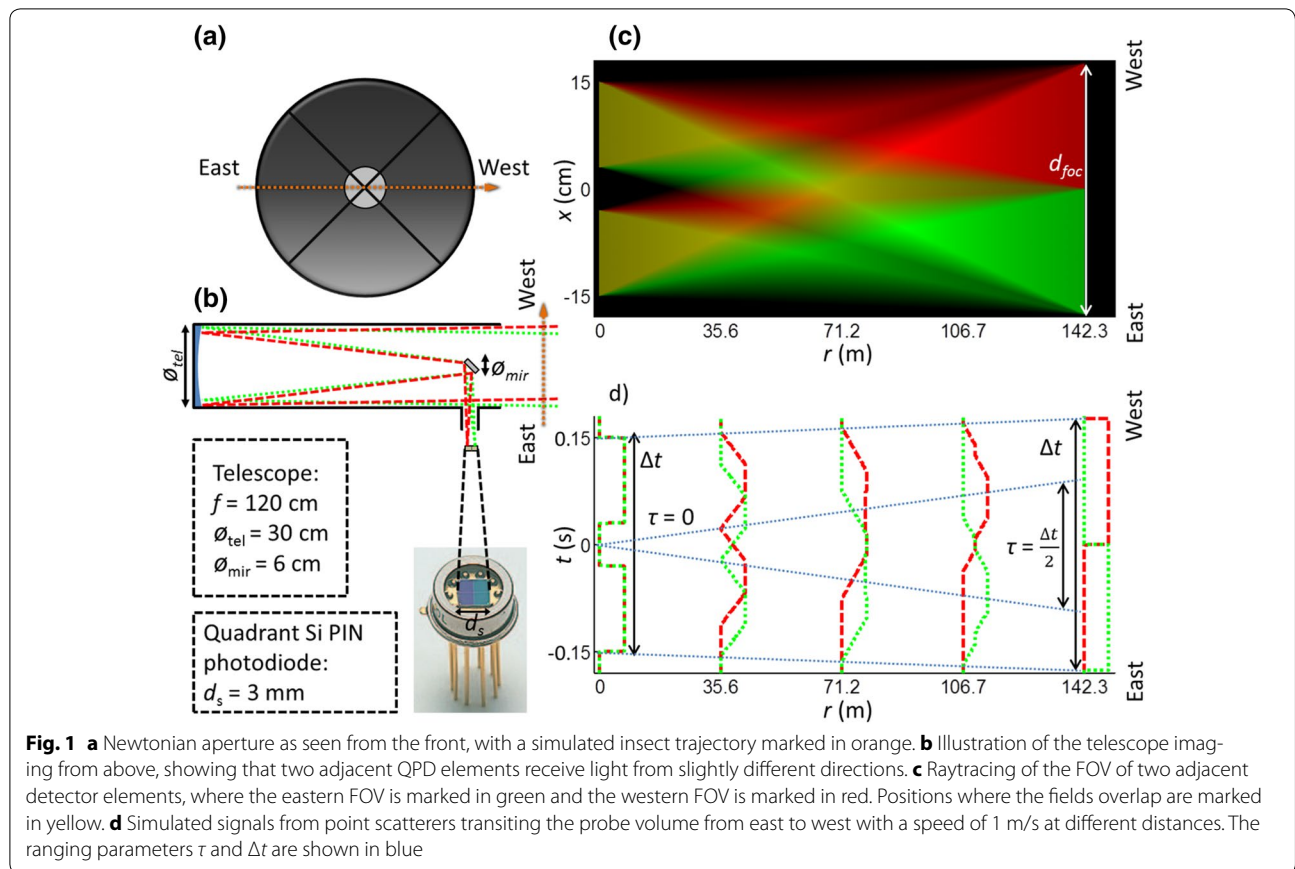 (a)
East
West
(b)
West
East
Ø_tel
Ø_mir
Telescope:
f = 120 cm
Ø_tel = 30 cm
Ø_mir = 6 cm
Quadrant Si PIN
photodiode:
d_s = 3 mm
d_s
(c)
West
East
x (cm)
15
0
-15
d_foc
0
35.6
71.2
106.7
142.3
r (m)
d)
West
East
t (s)
0.15
0
-0.15
Δt
τ = 0
Δt
τ = Δt/2
0
35.6
71.2
106.7
142.3
r (m)
Fig. 1 a Newtonian aperture as seen from the front, with a simulated insect trajectory marked in orange. b Illustration of the telescope imag-
ing from above, showing that two adjacent QPD elements receive light from slightly different directions. c Raytracing of the FOV of two adjacent
detector elements, where the eastern FOV is marked in green and the western FOV is marked in red. Positions where the fields overlap are marked
in yellow. d Simulated signals from point scatterers transiting the probe volume from east to west with a speed of 1 m/s at different distances. The
ranging parameters τ and Δt are shown in blue